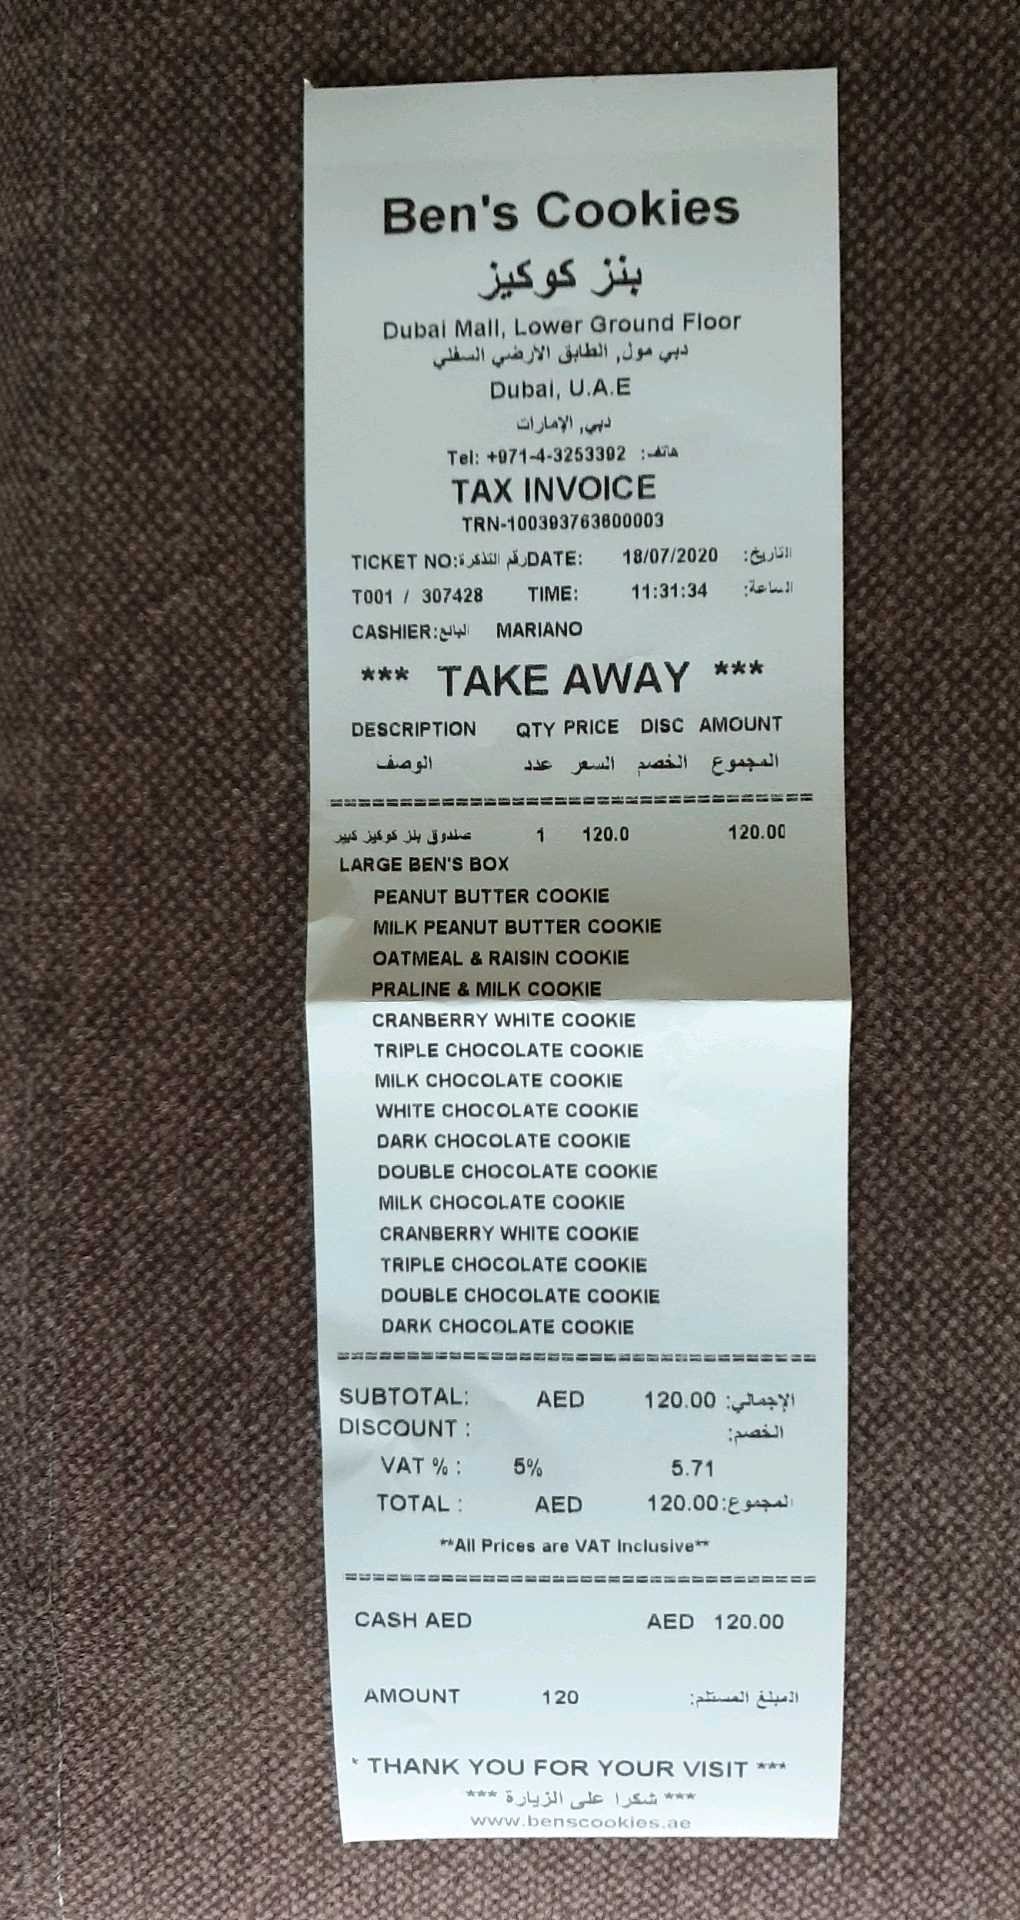 Ben's Cookies
بنز كوكيز
Dubai Mall, Lower Ground Floor
دبي مول, الطابق الارضي السفلي
Dubai, U.A.E
دبي, الإمارات
Tel: +971-4-3253392 هاتف:
TAX INVOICE
TRN-100393763600003
TICKET NO:رقم التذكرة DATE: 18/07/2020 التاريخ:
T001 / 307428 TIME: 11:31:34 الساعة:
CASHIER:البائع MARIANO
*** TAKE AWAY ***
DESCRIPTION QTY PRICE DISC AMOUNT
الوصف عدد السعر الخصم المجموع
===================================
صندوق بنز كوكيز كبير 1 120.0 120.00
LARGE BEN'S BOX
PEANUT BUTTER COOKIE
MILK PEANUT BUTTER COOKIE
OATMEAL & RAISIN COOKIE
PRALINE & MILK COOKIE
CRANBERRY WHITE COOKIE
TRIPLE CHOCOLATE COOKIE
MILK CHOCOLATE COOKIE
WHITE CHOCOLATE COOKIE
DARK CHOCOLATE COOKIE
DOUBLE CHOCOLATE COOKIE
MILK CHOCOLATE COOKIE
CRANBERRY WHITE COOKIE
TRIPLE CHOCOLATE COOKIE
DOUBLE CHOCOLATE COOKIE
DARK CHOCOLATE COOKIE
===================================
SUBTOTAL: AED 120.00 الإجمالي:
DISCOUNT : الخصم:
VAT % : 5% 5.71
TOTAL : AED 120.00 المجموع:
**All Prices are VAT Inclusive**
===================================
CASH AED AED 120.00
AMOUNT 120 المبلغ المستلم:
* THANK YOU FOR YOUR VISIT ***
*** شكرا على الزيارة ***
www.benscookies.ae